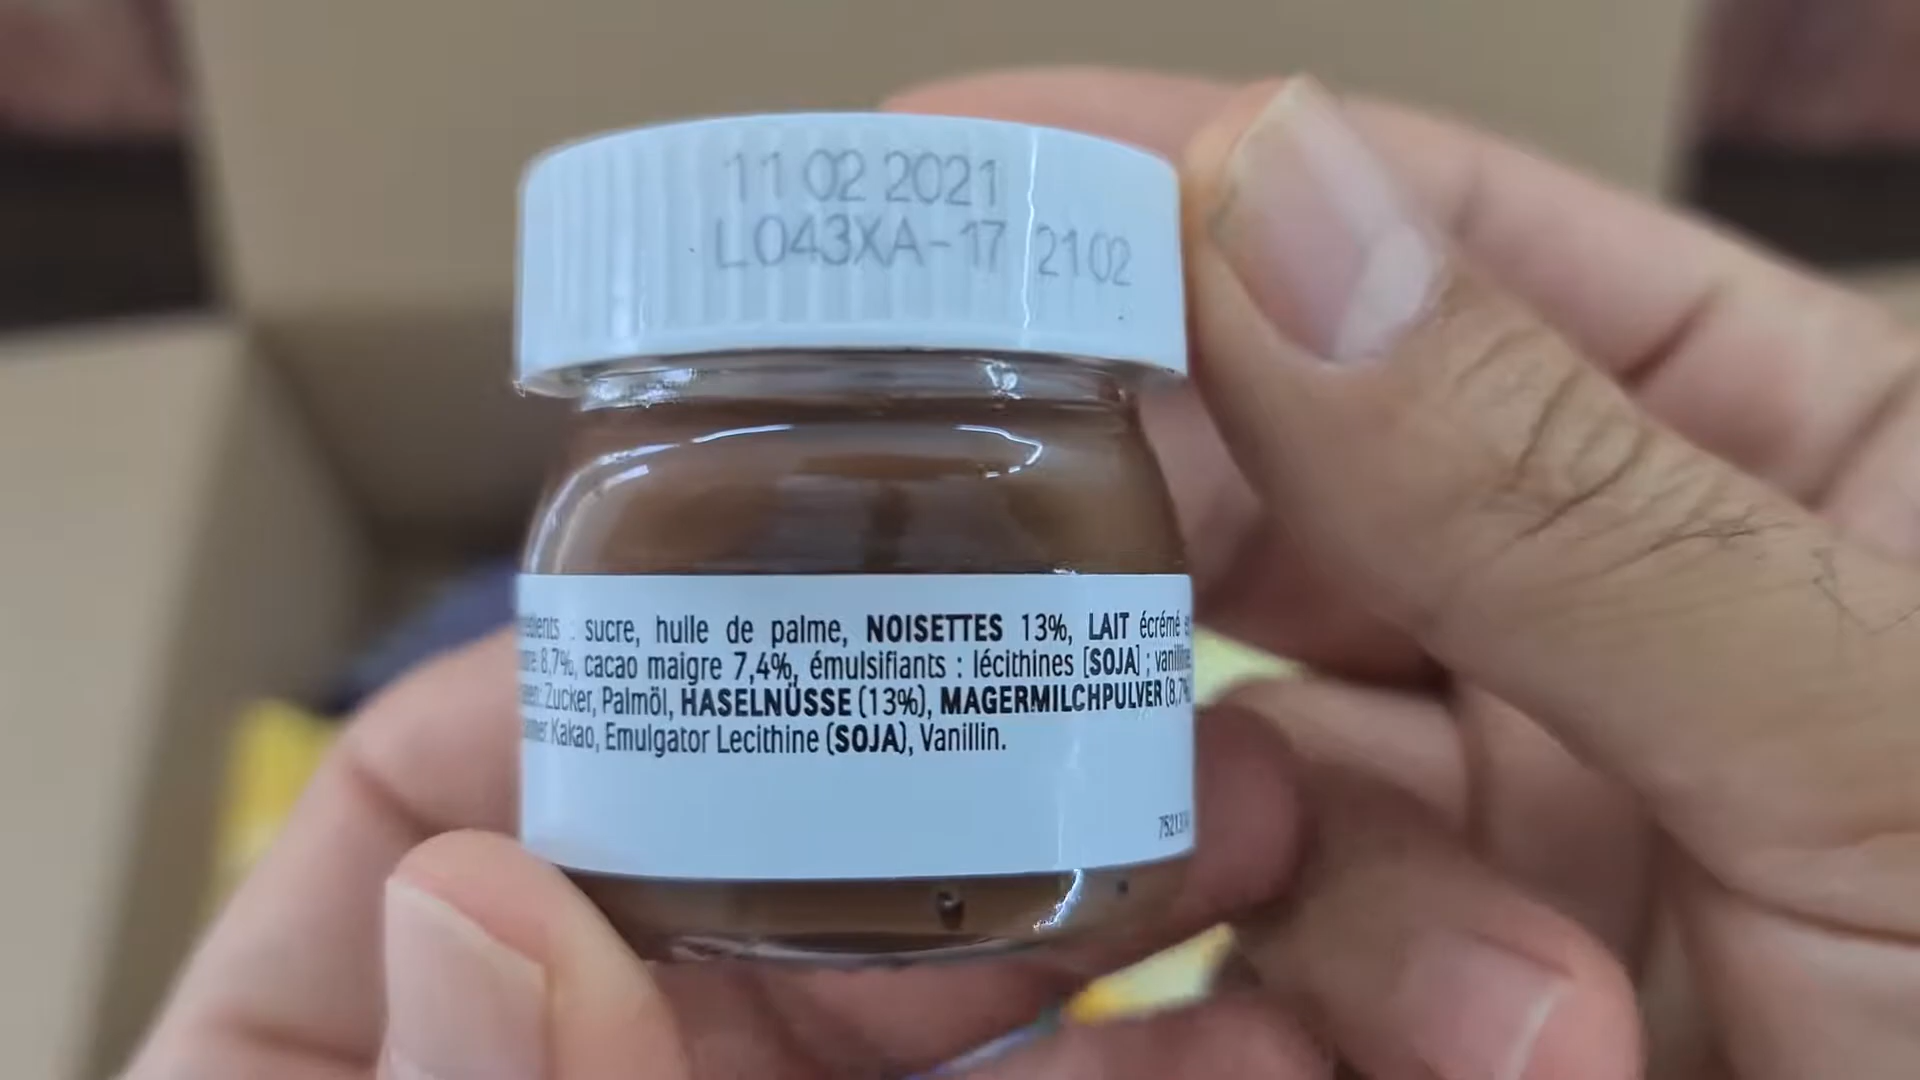 11 02 2021
L043XA-17 2102
sucre, huile de palme, NOISETTES 13%, LAIT écrémé
8,7%, cacao maigre 7,4%, émulsifiants : lécithines [SOJA] ; vanilline
Zucker, Palmöl, HASELNÜSSE (13%), MAGERMILCHPULVER (8,7%
Kakao, Emulgator Lecithine (SOJA), Vanillin.